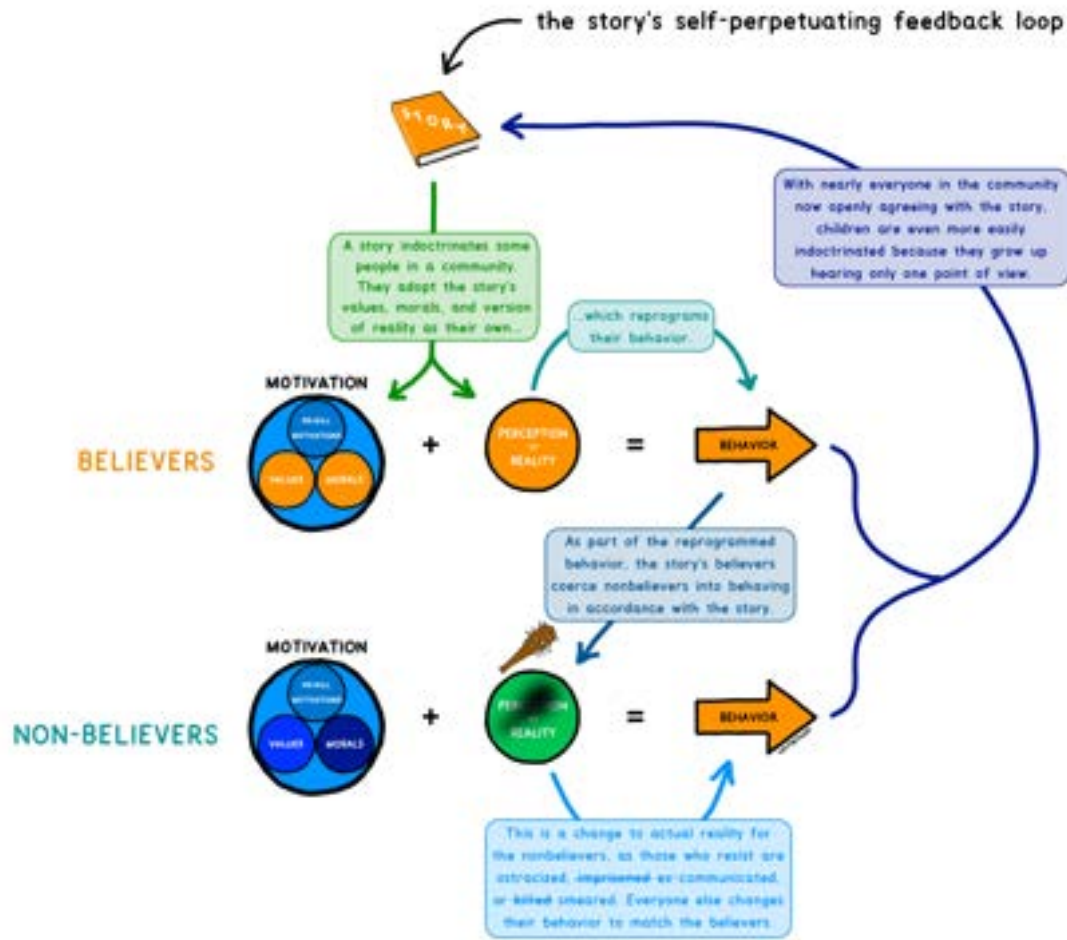 the story's self-perpetuating feedback loop
STORY
With nearly everyone in the community
now openly agreeing with the story,
children are even more easily
indoctrinated because they grow up
hearing only one point of view.
A story indoctrinates some
people in a community.
They adopt the story's
values, morals, and version
of reality as their own...
...which reprograms
their behavior.
MOTIVATION
MOTIVATIONS
VALUES
MORALS
BELIEVERS
+
PERCEPTION
OF
REALITY
=
BEHAVIOR
As part of the reprogrammed
behavior, the story's believers
coerce nonbelievers into behaving
in accordance with the story.
MOTIVATION
MOTIVATIONS
VALUES
MORALS
NON-BELIEVERS
+
REALITY
=
BEHAVIOR
This is a change to actual reality for
the nonbelievers, as those who resist are
ostracized, imprisoned ex-communicated,
or killed smeared. Everyone else changes
their behavior to match the believers.